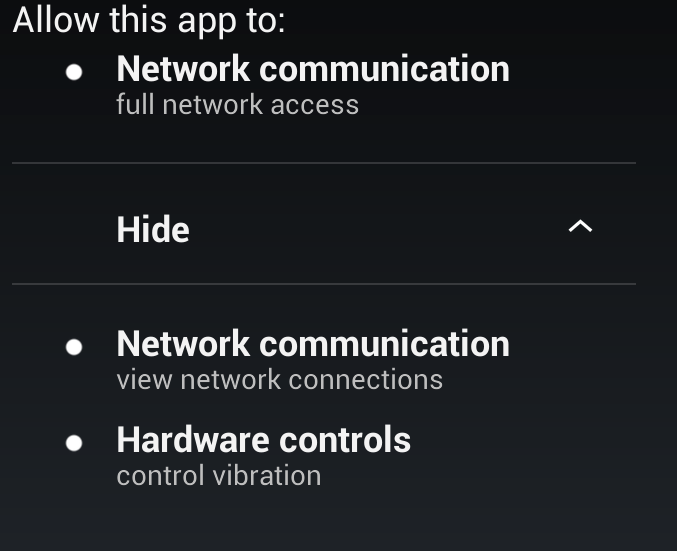 Allow this app to:
Network communication
full network access
Hide
Network communication
view network connections
Hardware controls
control vibration